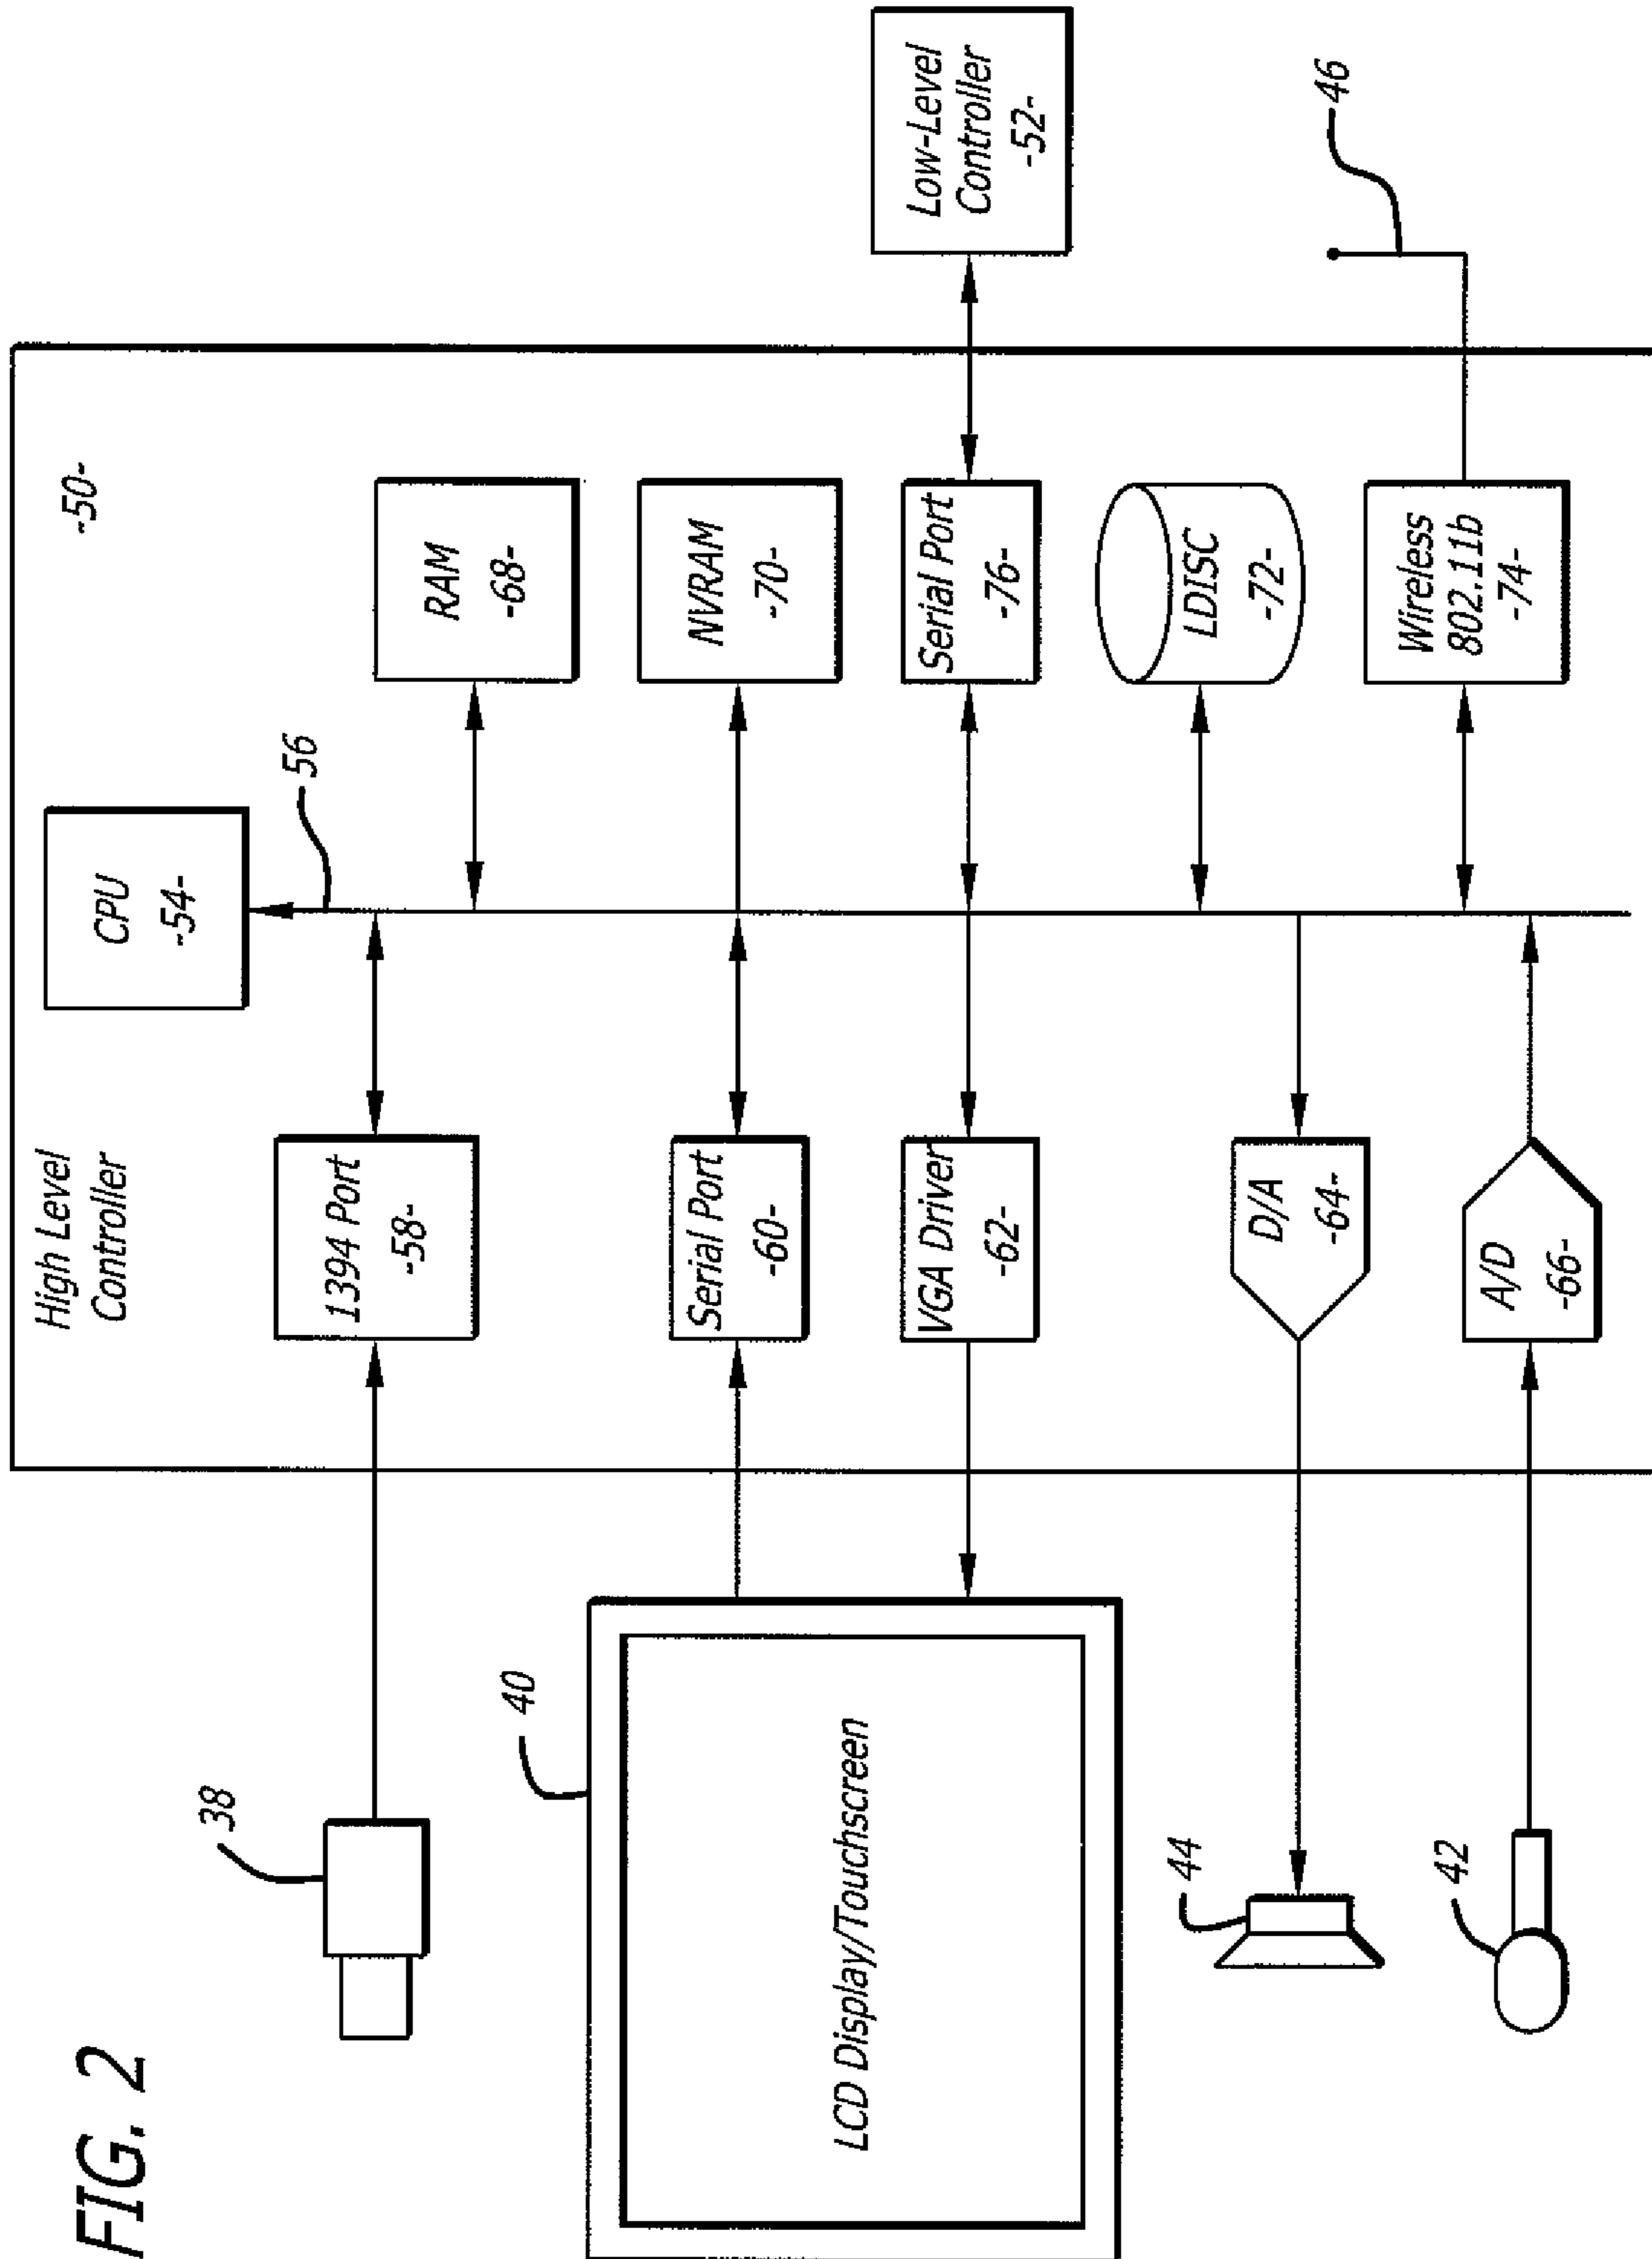 FIG. 2
High Level
Controller
-50-
CPU
-54-
56
38
1394 Port
-58-
RAM
-68-
40
LCD Display/Touchscreen
Serial Port
-60-
NVRAM
-70-
VGA Driver
-62-
Serial Port
-76-
Low-Level
Controller
-52-
44
D/A
-64-
LDISC
-72-
42
A/D
-66-
Wireless
802.11b
-74-
46